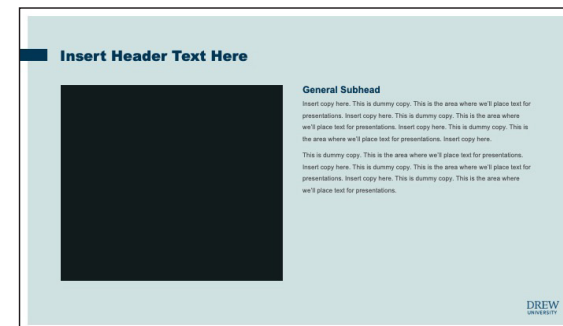 Insert Header Text Here
General Subhead
Insert copy here. This is dummy copy. This is the area where we'll place text for
presentations. Insert copy here. This is dummy copy. This is the area where
we'll place text for presentations. Insert copy here. This is dummy copy. This is
the area where we'll place text for presentations. Insert copy here.
This is dummy copy. This is the area where we'll place text for presentations.
Insert copy here. This is dummy copy. This is the area where we'll place text for
presentations. Insert copy here. This is dummy copy. This is the area where
we'll place text for presentations.
DREW
UNIVERSITY